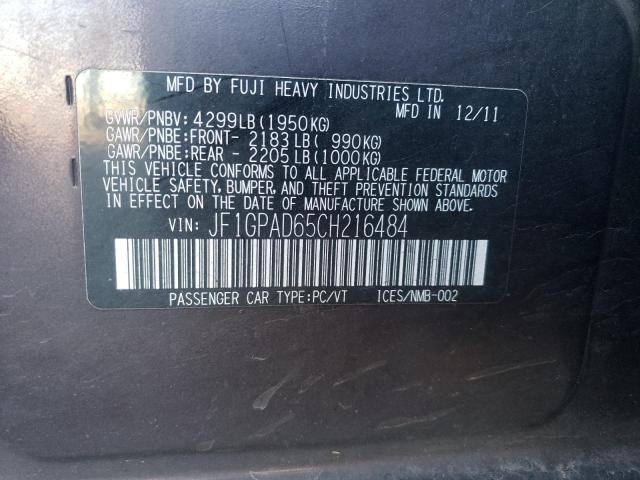 MFD BY FUJI HEAVY INDUSTRIES LTD.
MFD IN 12/11
GVWR/PNBV: 4299LB(1950KG)
GAWR/PNBE:FRONT- 2183LB( 990KG)
GAWR/PNBE:REAR - 2205LB(1000KG)
THIS VEHICLE CONFORMS TO ALL APPLICABLE FEDERAL MOTOR
VEHICLE SAFETY, BUMPER, AND THEFT PREVENTION STANDARDS
IN EFFECT ON THE DATE OF MANUFACTURE SHOWN ABOVE.
VIN: JF1GPAD65CH216484
PASSENGER CAR TYPE:PC/VT ICES/NMB-002